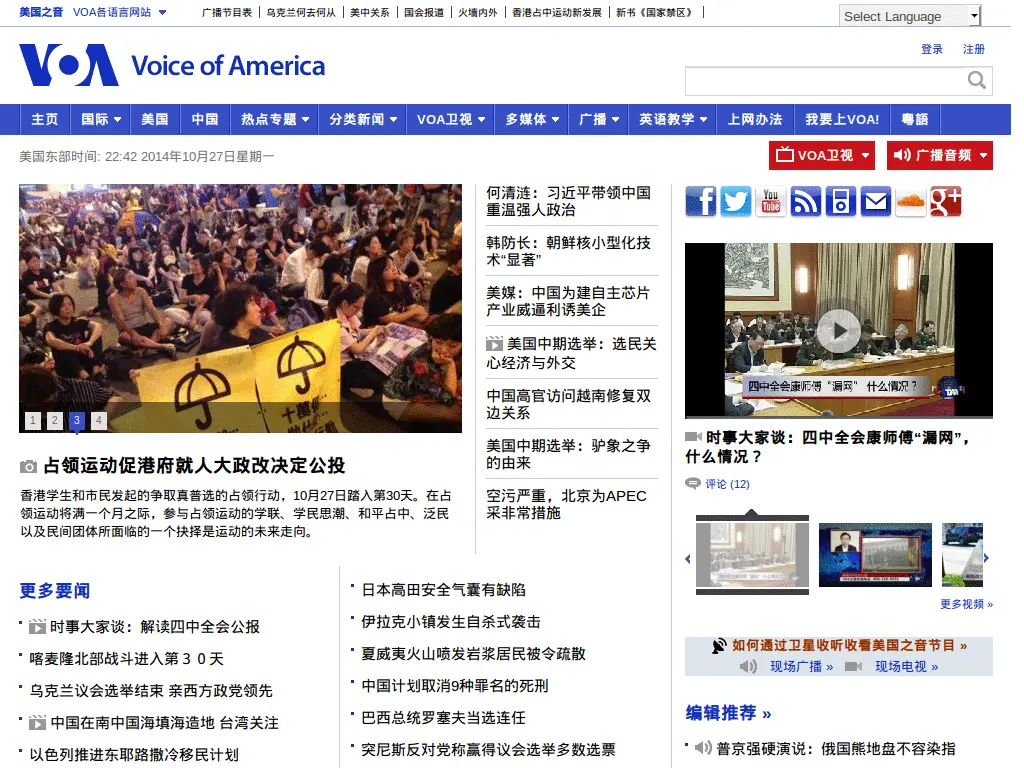 美国之音 VOA各语言网站
广播节目表 乌克兰何去何从 美中关系 国会报道 火墙内外 香港占中运动新发展 新书《国家禁区》
Select Language
VOA Voice of America
登录 注册
主页 国际 美国 中国 热点专题 分类新闻 VOA卫视 多媒体 广播 英语教学 上网办法 我要上VOA! 粵語
美国东部时间: 22:42 2014年10月27日星期一
VOA卫视 广播音频
1 2 3 4
占领运动促港府就人大政改决定公投
香港学生和市民发起的争取真普选的占领行动，10月27日踏入第30天。在占
领运动将满一个月之际，参与占领运动的学联、学民思潮、和平占中、泛民
以及民间团体所面临的一个抉择是运动的未来走向。
何清涟：习近平带领中国
重温强人政治
韩防长：朝鲜核小型化技
术“显著”
美媒：中国为建自主芯片
产业威逼利诱美企
美国中期选举：选民关
心经济与外交
中国高官访问越南修复双
边关系
美国中期选举：驴象之争
的由来
空污严重，北京为APEC
采非常措施
You
Tube
g+
四中全会康师傅“漏网” 什么情况？
时事大家谈：四中全会康师傅“漏网”，
什么情况？
评论 (12)
更多视频 »
如何通过卫星收听收看美国之音节目 »
现场广播 » 现场电视 »
编辑推荐 »
普京强硬演说：俄国熊地盘不容染指
更多要闻
时事大家谈：解读四中全会公报
喀麦隆北部战斗进入第３０天
乌克兰议会选举结束 亲西方政党领先
中国在南中国海填海造地 台湾关注
以色列推进东耶路撒冷移民计划
日本高田安全气囊有缺陷
伊拉克小镇发生自杀式袭击
夏威夷火山喷发岩浆居民被令疏散
中国计划取消9种罪名的死刑
巴西总统罗塞夫当选连任
突尼斯反对党称赢得议会选举多数选票